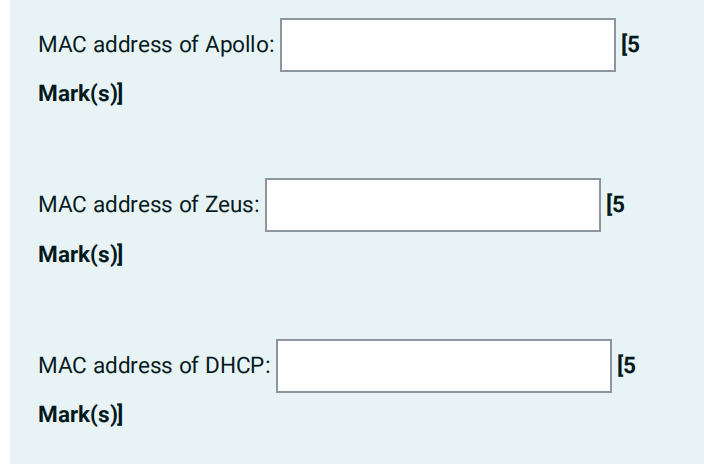 MAC address of Apollo: [5
Mark(s)]
MAC address of Zeus: [5
Mark(s)]
MAC address of DHCP: [5
Mark(s)]